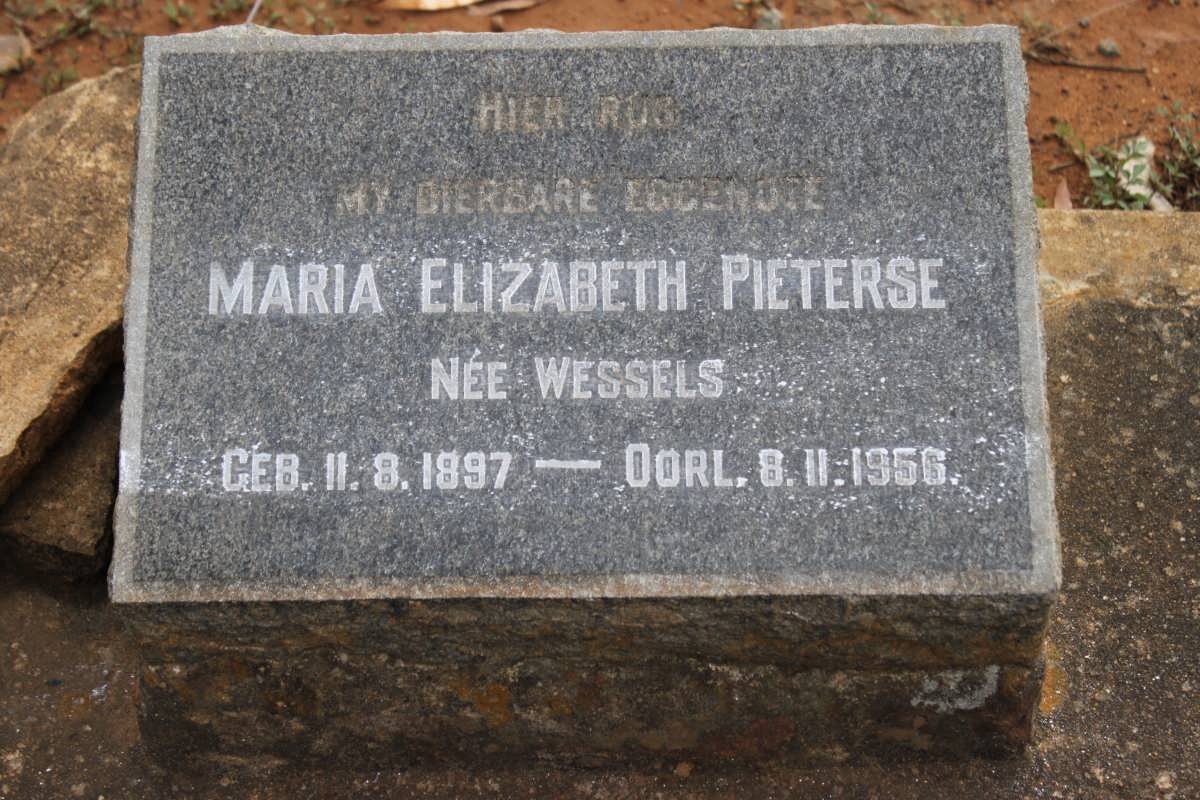 HIER RUS
MY DIERBARE EGGENOTE
MARIA ELIZABETH PIETERSE
NÉE WESSELS
GEB. 11. 8. 1897 — OORL. 8. 11. 1956.